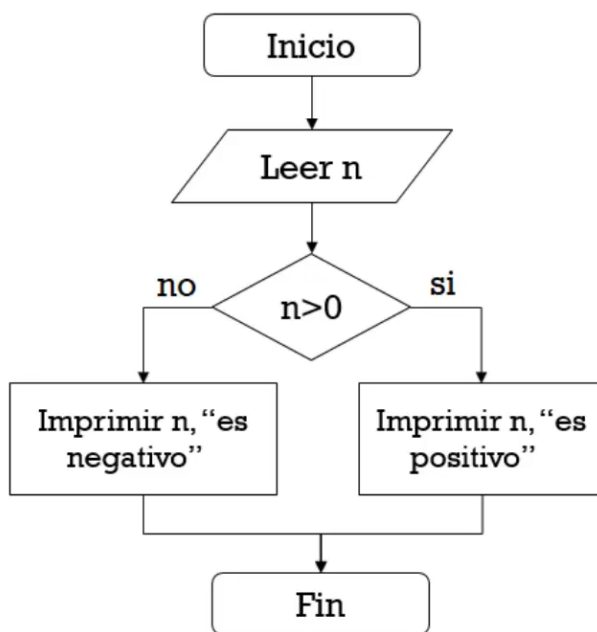 Inicio
Leer n
no
n>0
si
Imprimir n, “es
negativo”
Imprimir n, “es
positivo”
Fin